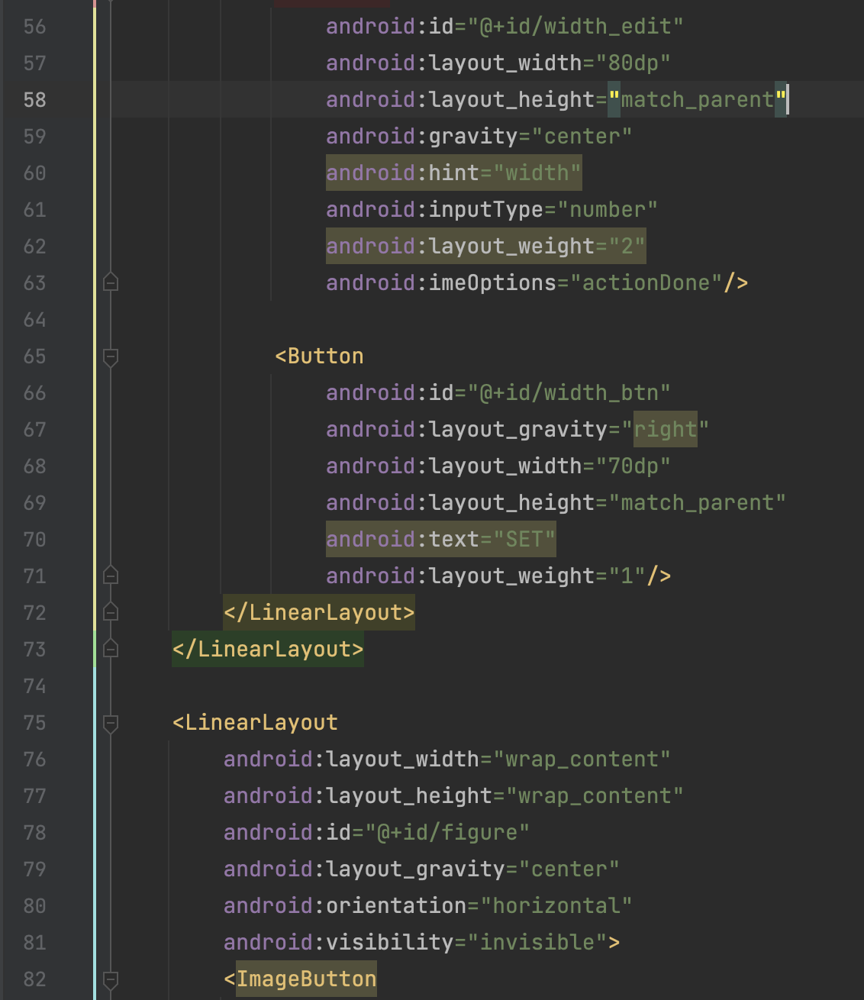 56 android:id="@+id/width_edit"
57 android:layout_width="80dp"
58 android:layout_height="match_parent"
59 android:gravity="center"
60 android:hint="width"
61 android:inputType="number"
62 android:layout_weight="2"
63 android:imeOptions="actionDone"/>
64
65 <Button
66 android:id="@+id/width_btn"
67 android:layout_gravity="right"
68 android:layout_width="70dp"
69 android:layout_height="match_parent"
70 android:text="SET"
71 android:layout_weight="1"/>
72 </LinearLayout>
73 </LinearLayout>
74
75 <LinearLayout
76 android:layout_width="wrap_content"
77 android:layout_height="wrap_content"
78 android:id="@+id/figure"
79 android:layout_gravity="center"
80 android:orientation="horizontal"
81 android:visibility="invisible">
82 <ImageButton